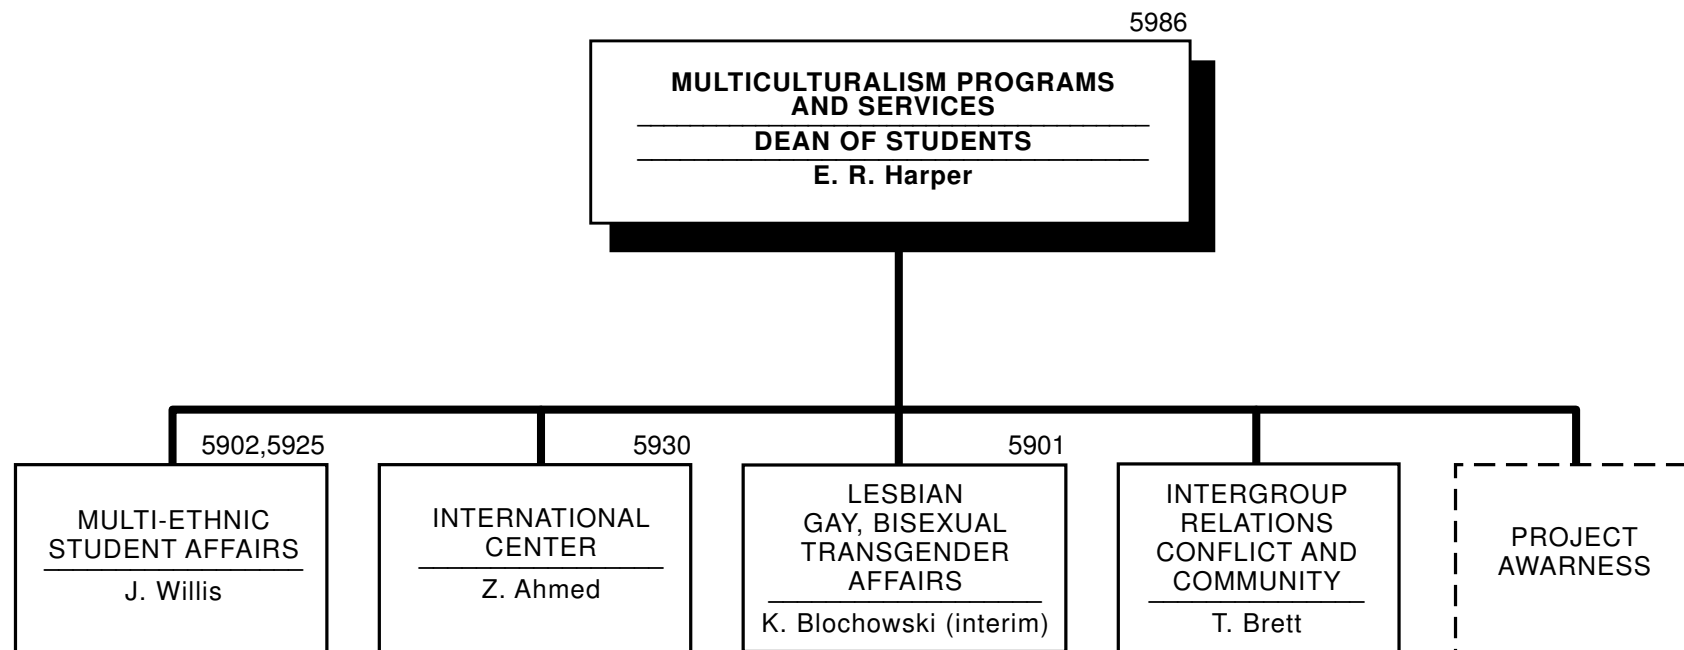 5986
MULTICULTURALISM PROGRAMS
AND SERVICES
DEAN OF STUDENTS
E. R. Harper
5902,5925
MULTI-ETHNIC
STUDENT AFFAIRS
J. Willis
5930
INTERNATIONAL
CENTER
Z. Ahmed
5901
LESBIAN
GAY, BISEXUAL
TRANSGENDER
AFFAIRS
K. Blochowski (interim)
INTERGROUP
RELATIONS
CONFLICT AND
COMMUNITY
T. Brett
PROJECT
AWARNESS